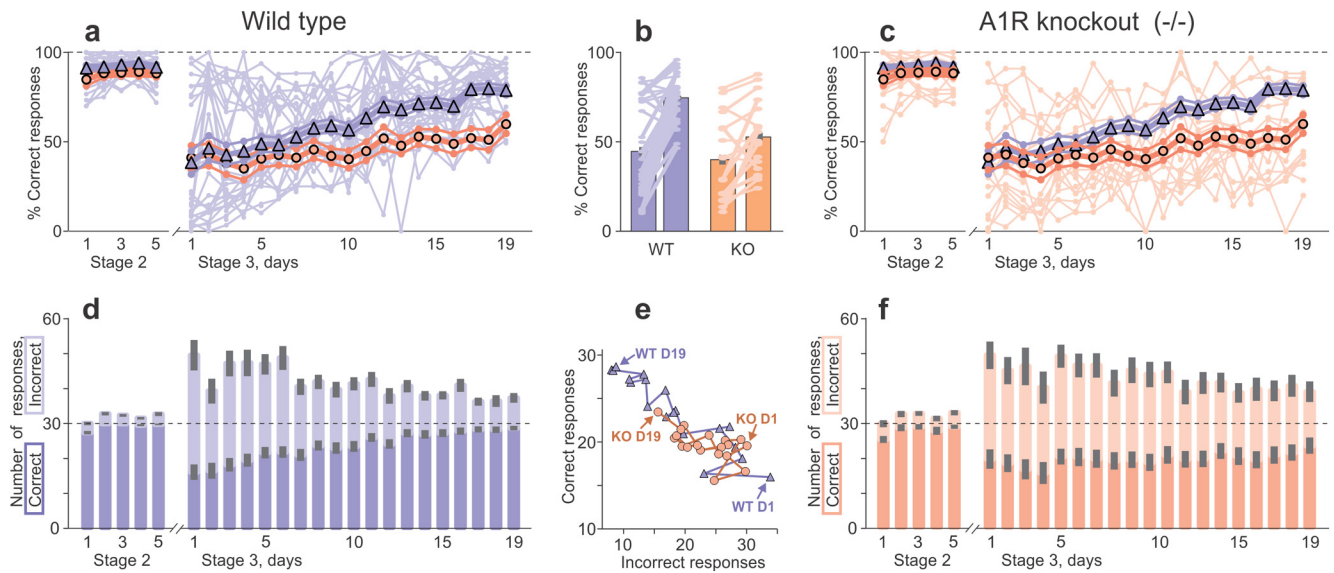 Wild type
A1R knockout (-/-)
a
% Correct responses
100
50
0
1 3 5
Stage 2
1 5 10 15 19
Stage 3, days
b
% Correct responses
100
50
0
WT KO
c
% Correct responses
100
50
0
1 3 5
Stage 2
1 5 10 15 19
Stage 3, days
d
Number of responses,
Correct Incorrect
60
30
0
1 3 5
Stage 2
1 5 10 15 19
Stage 3, days
e
Correct responses
30
20
10
WT D19
KO D1
KO D19
WT D1
10 20 30
Incorrect responses
f
Number of responses,
Correct Incorrect
60
30
0
1 3 5
Stage 2
1 5 10 15 19
Stage 3, days